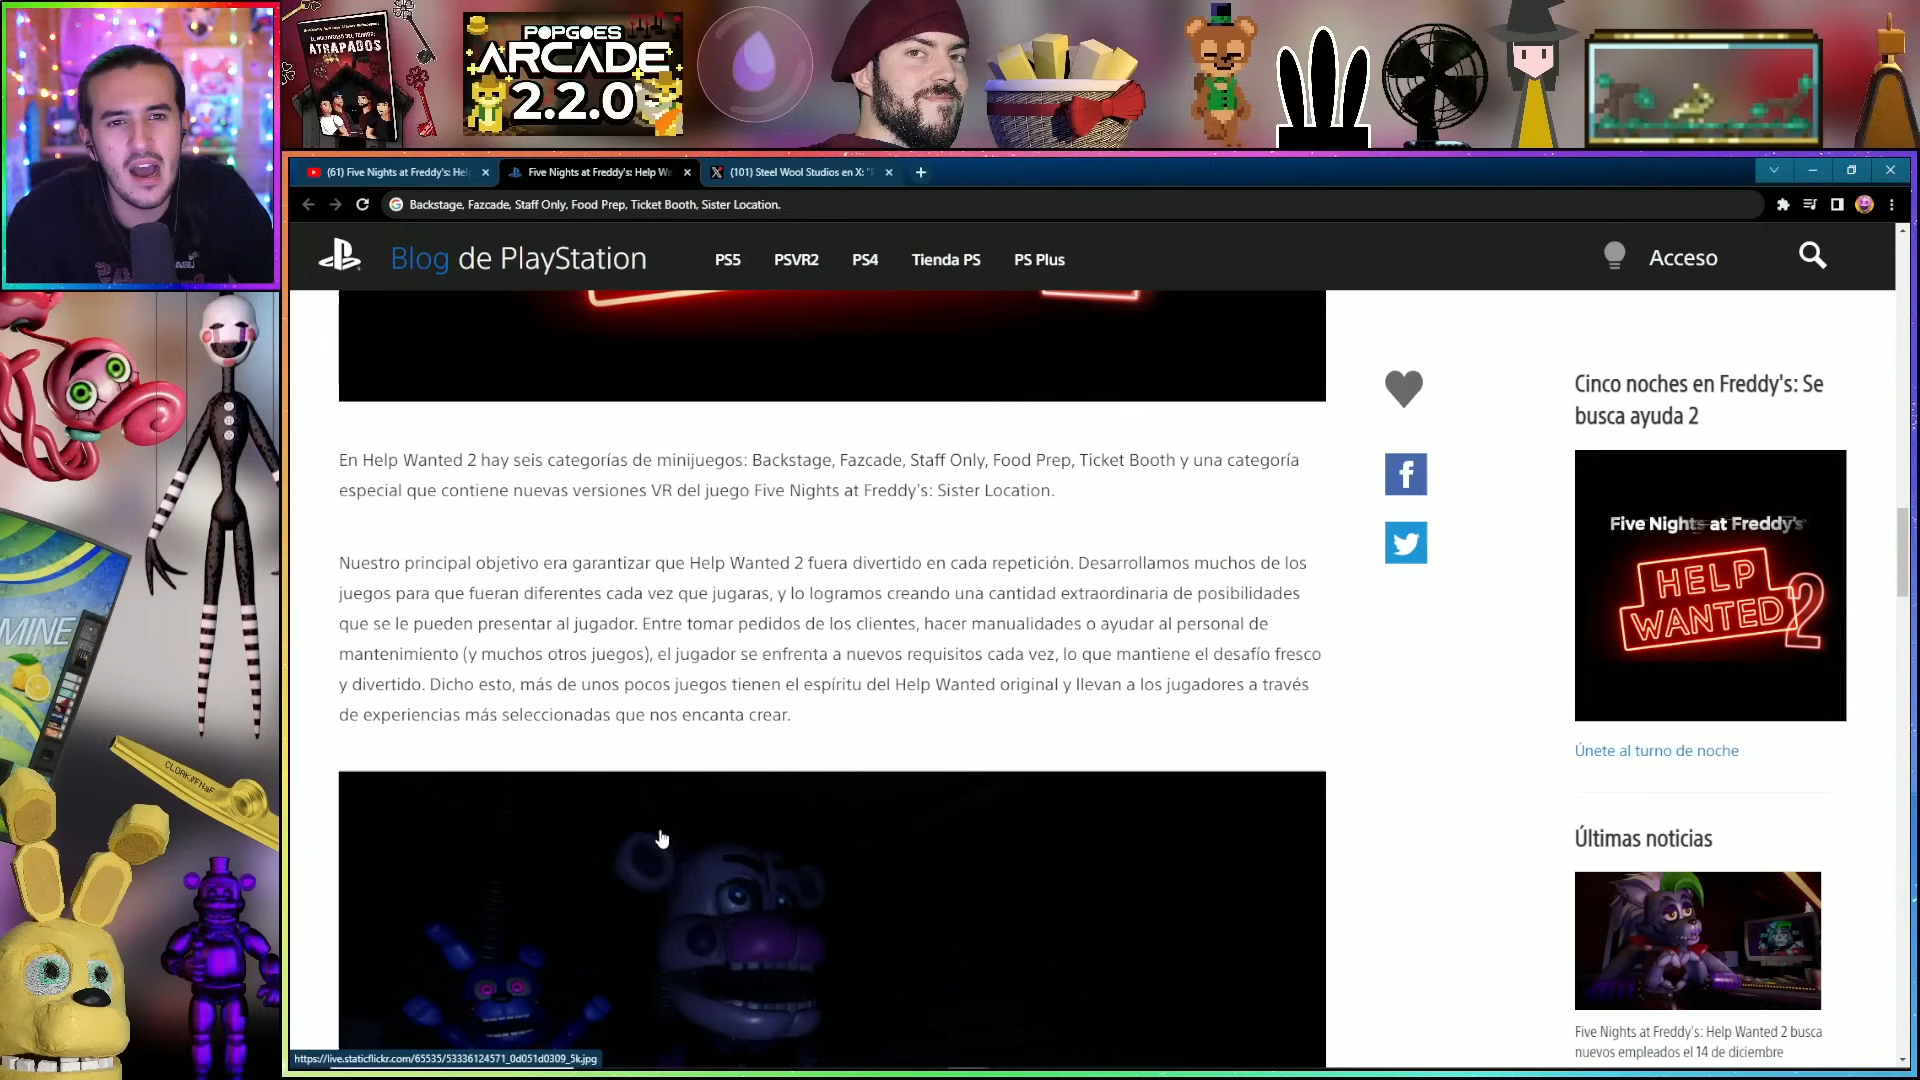 ATRAPADOS
POPGOES
ARCADE
2.2.0
(61) Five Nights at Freddy's: Hel
Five Nights at Freddy's: Help Wa
(101) Steel Wool Studios en X: "F
Backstage, Fazcade, Staff Only, Food Prep, Ticket Booth, Sister Location.
Blog de PlayStation
PS5
PSVR2
PS4
Tienda PS
PS Plus
Acceso
En Help Wanted 2 hay seis categorías de minijuegos: Backstage, Fazcade, Staff Only, Food Prep, Ticket Booth y una categoría
especial que contiene nuevas versiones VR del juego Five Nights at Freddy's: Sister Location.
Nuestro principal objetivo era garantizar que Help Wanted 2 fuera divertido en cada repetición. Desarrollamos muchos de los
juegos para que fueran diferentes cada vez que jugaras, y lo logramos creando una cantidad extraordinaria de posibilidades
que se le pueden presentar al jugador. Entre tomar pedidos de los clientes, hacer manualidades o ayudar al personal de
mantenimiento (y muchos otros juegos), el jugador se enfrenta a nuevos requisitos cada vez, lo que mantiene el desafío fresco
y divertido. Dicho esto, más de unos pocos juegos tienen el espíritu del Help Wanted original y llevan a los jugadores a través
de experiencias más seleccionadas que nos encanta crear.
Cinco noches en Freddy's: Se
busca ayuda 2
Five Nights at Freddy's
HELP
WANTED 2
Únete al turno de noche
Últimas noticias
Five Nights at Freddy's: Help Wanted 2 busca
nuevos empleados el 14 de diciembre
MINE
CLOAK#FNaF
https://live.staticflickr.com/65535/53336124571_0d051d0309_5k.jpg